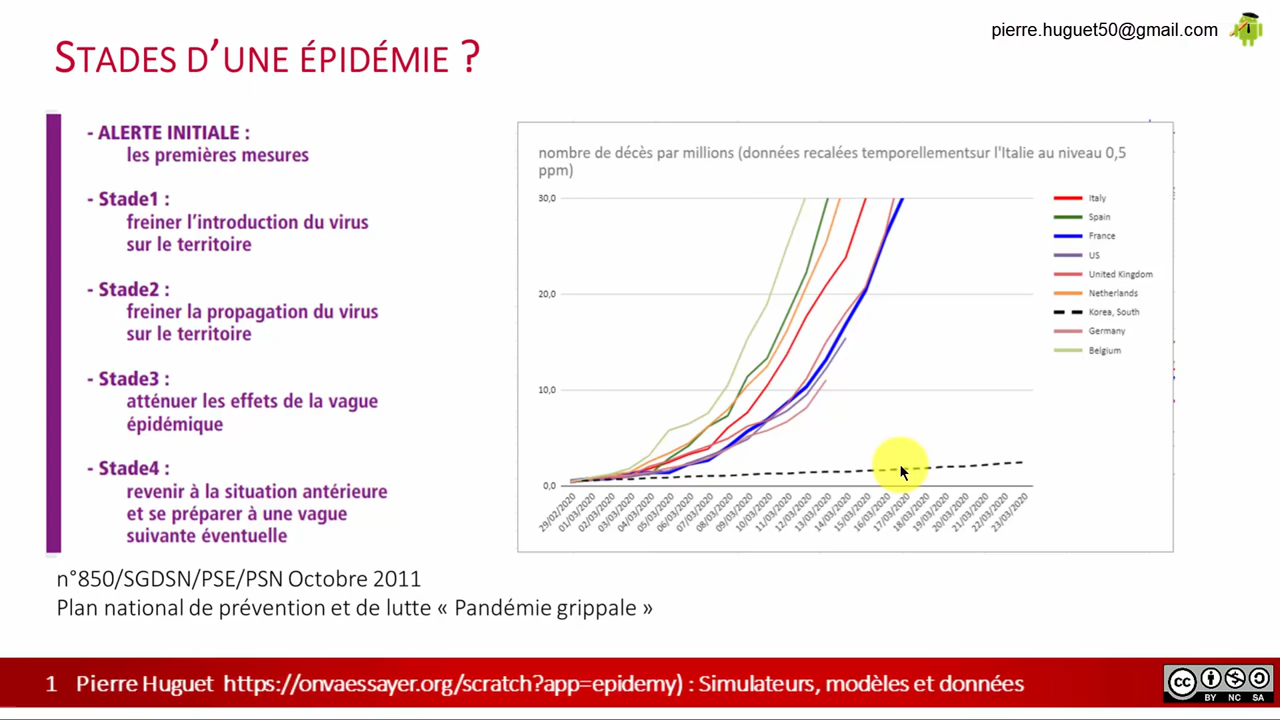 pierre.huguet50@gmail.com
STADES D'UNE ÉPIDÉMIE ?
- ALERTE INITIALE :
les premières mesures
- Stade1 :
freiner l'introduction du virus
sur le territoire
- Stade2 :
freiner la propagation du virus
sur le territoire
- Stade3 :
atténuer les effets de la vague
épidémique
- Stade4 :
revenir à la situation antérieure
et se préparer à une vague
suivante éventuelle
nombre de décès par millions (données recalées temporellementsur l'Italie au niveau 0,5
ppm)
30,0
20,0
10,0
0,0
29/02/2020
01/03/2020
02/03/2020
03/03/2020
04/03/2020
05/03/2020
06/03/2020
07/03/2020
08/03/2020
09/03/2020
10/03/2020
11/03/2020
12/03/2020
13/03/2020
14/03/2020
15/03/2020
16/03/2020
17/03/2020
18/03/2020
19/03/2020
20/03/2020
21/03/2020
22/03/2020
23/03/2020
Italy
Spain
France
US
United Kingdom
Netherlands
Korea, South
Germany
Belgium
n°850/SGDSN/PSE/PSN Octobre 2011
Plan national de prévention et de lutte « Pandémie grippale »
1 Pierre Huguet https://onvaessayer.org/scratch?app=epidemy) : Simulateurs, modèles et données
cc
BY NC SA